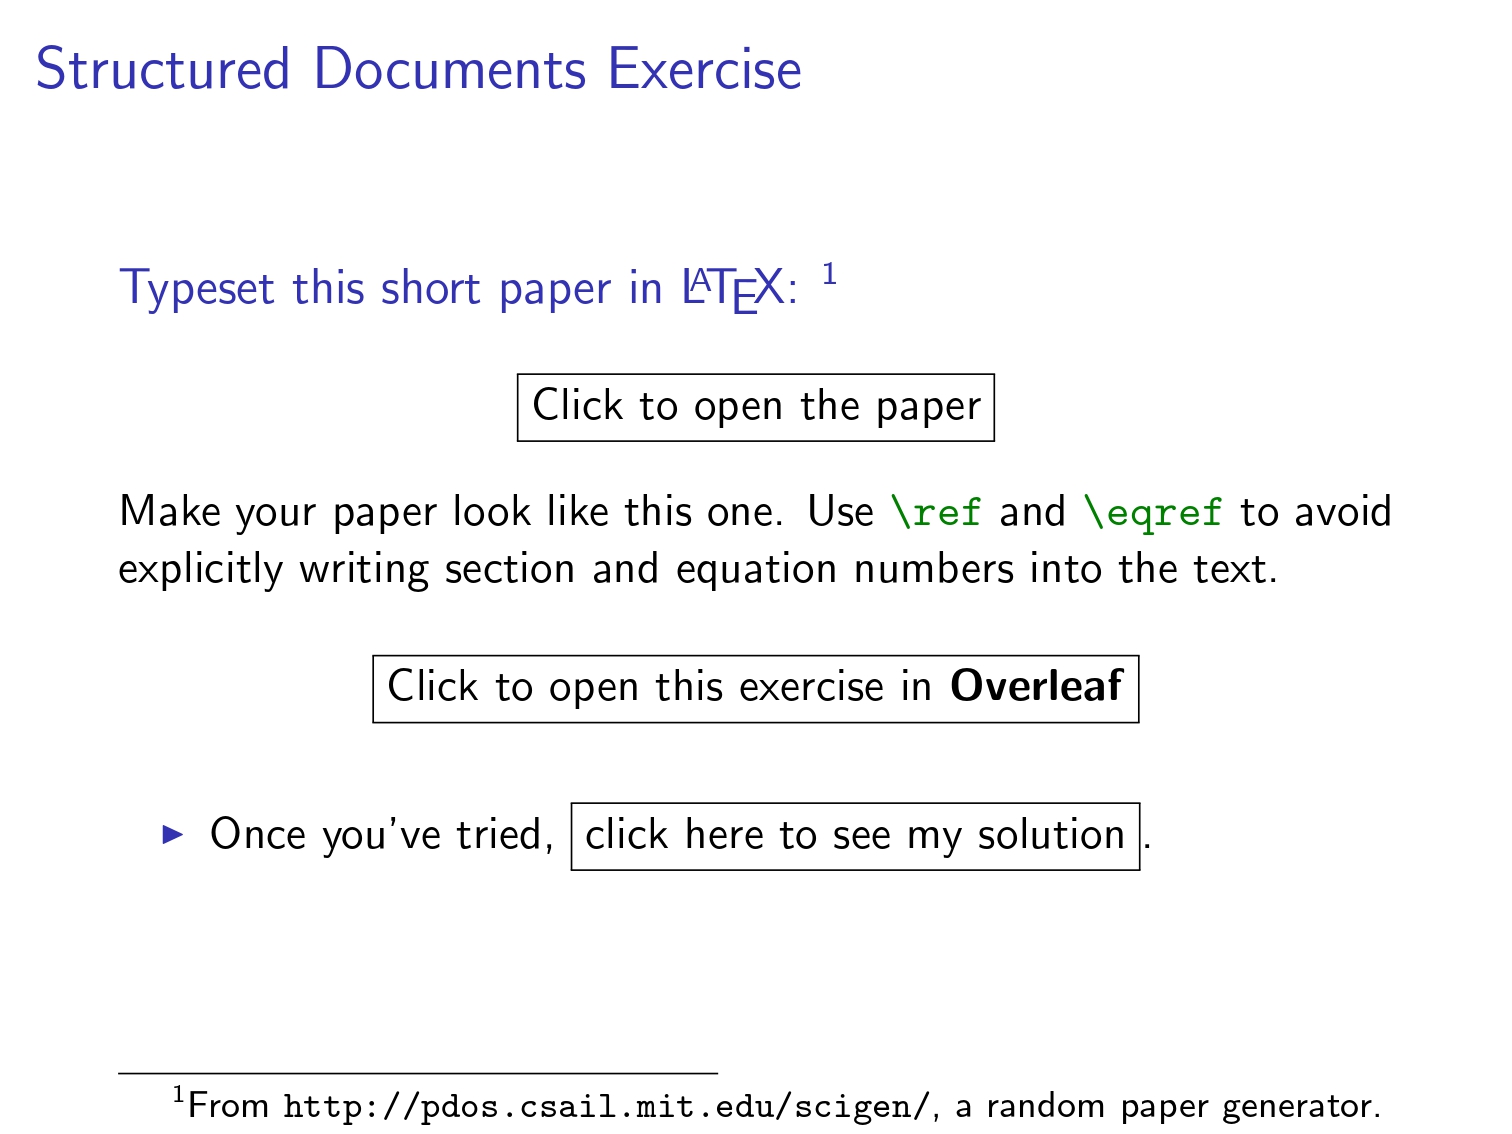 Structured Documents Exercise
Typeset this short paper in LATEX: 1
Click to open the paper
Make your paper look like this one. Use \ref and \eqref to avoid
explicitly writing section and equation numbers into the text.
Click to open this exercise in Overleaf
▶ Once you've tried, click here to see my solution.
1From http://pdos.csail.mit.edu/scigen/, a random paper generator.